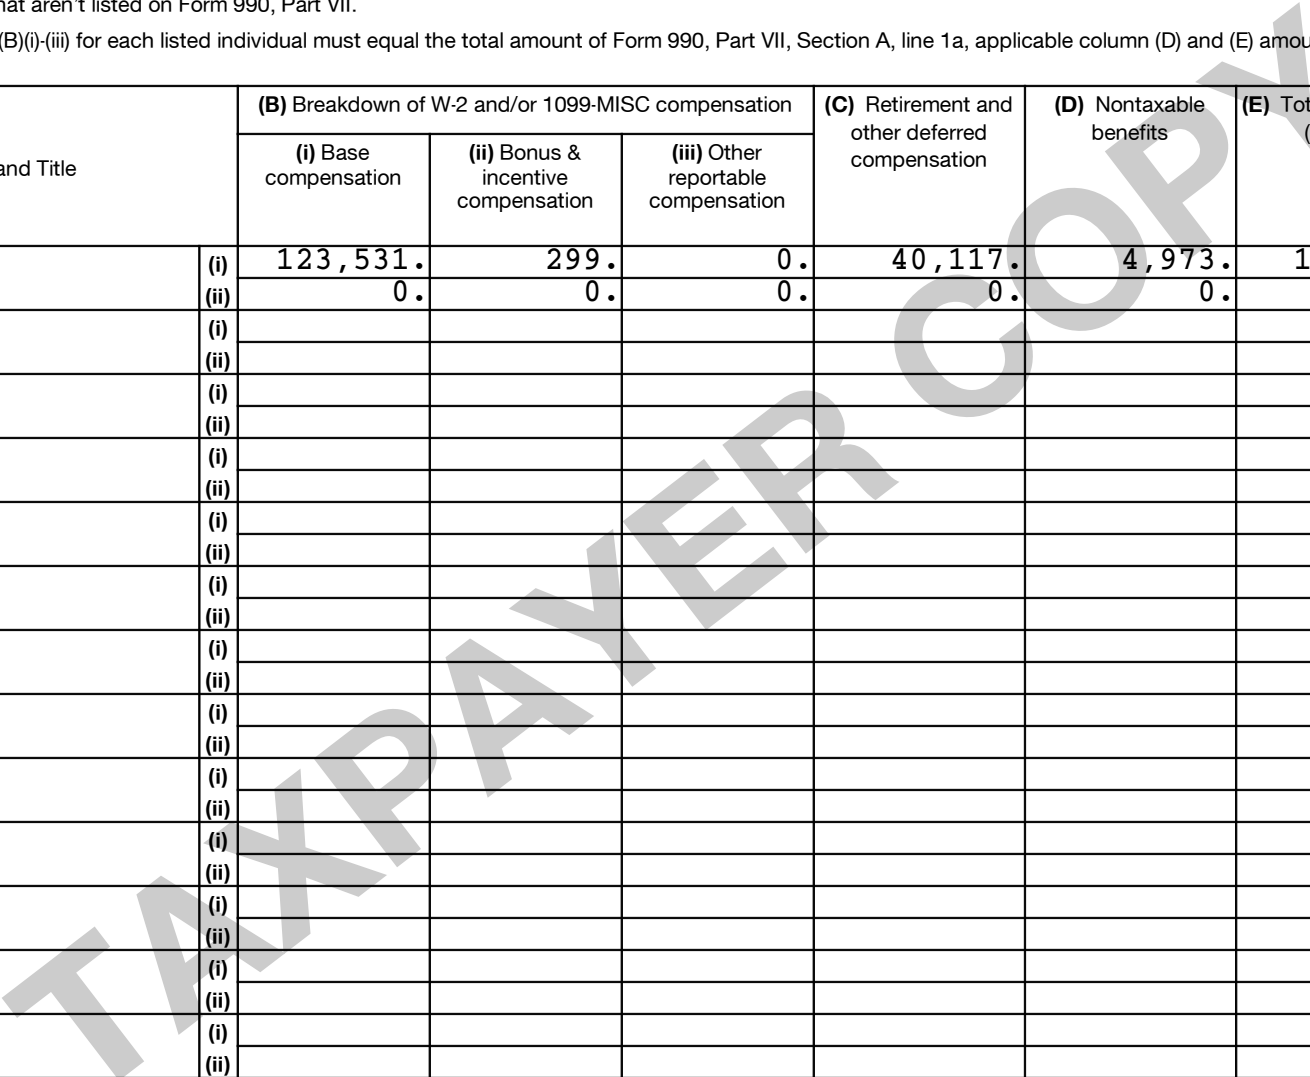 hat aren't listed on Form 990, Part VII.
(B)(i)-(iii) for each listed individual must equal the total amount of Form 990, Part VII, Section A, line 1a, applicable column (D) and (E) amou
and Title
(B) Breakdown of W-2 and/or 1099-MISC compensation
(i) Base
compensation
(ii) Bonus &
incentive
compensation
(iii) Other
reportable
compensation
(C) Retirement and
other deferred
compensation
(D) Nontaxable
benefits
(E) Tot
(
(i) 123,531. 299. 0. 40,117. 4,973. 1
(ii) 0. 0. 0. 0. 0.
(i)
(ii)
(i)
(ii)
(i)
(ii)
(i)
(ii)
(i)
(ii)
(i)
(ii)
(i)
(ii)
(i)
(ii)
(i)
(ii)
(i)
(ii)
(i)
(ii)
(i)
(ii)
TAXPAYER COPY